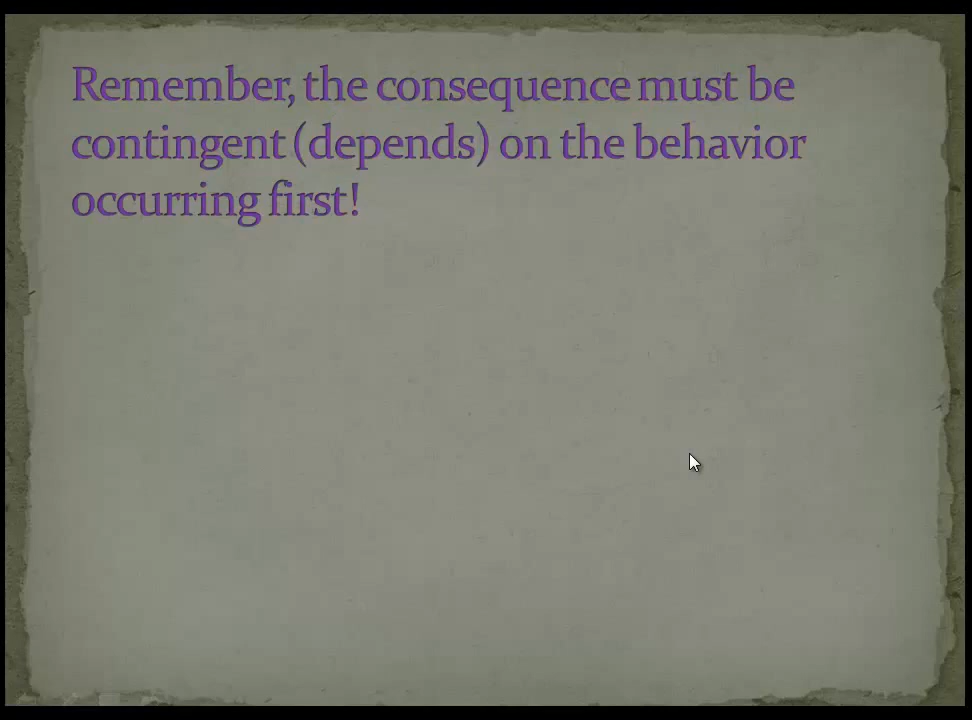 Remember, the consequence must be
contingent (depends) on the behavior
occurring first!